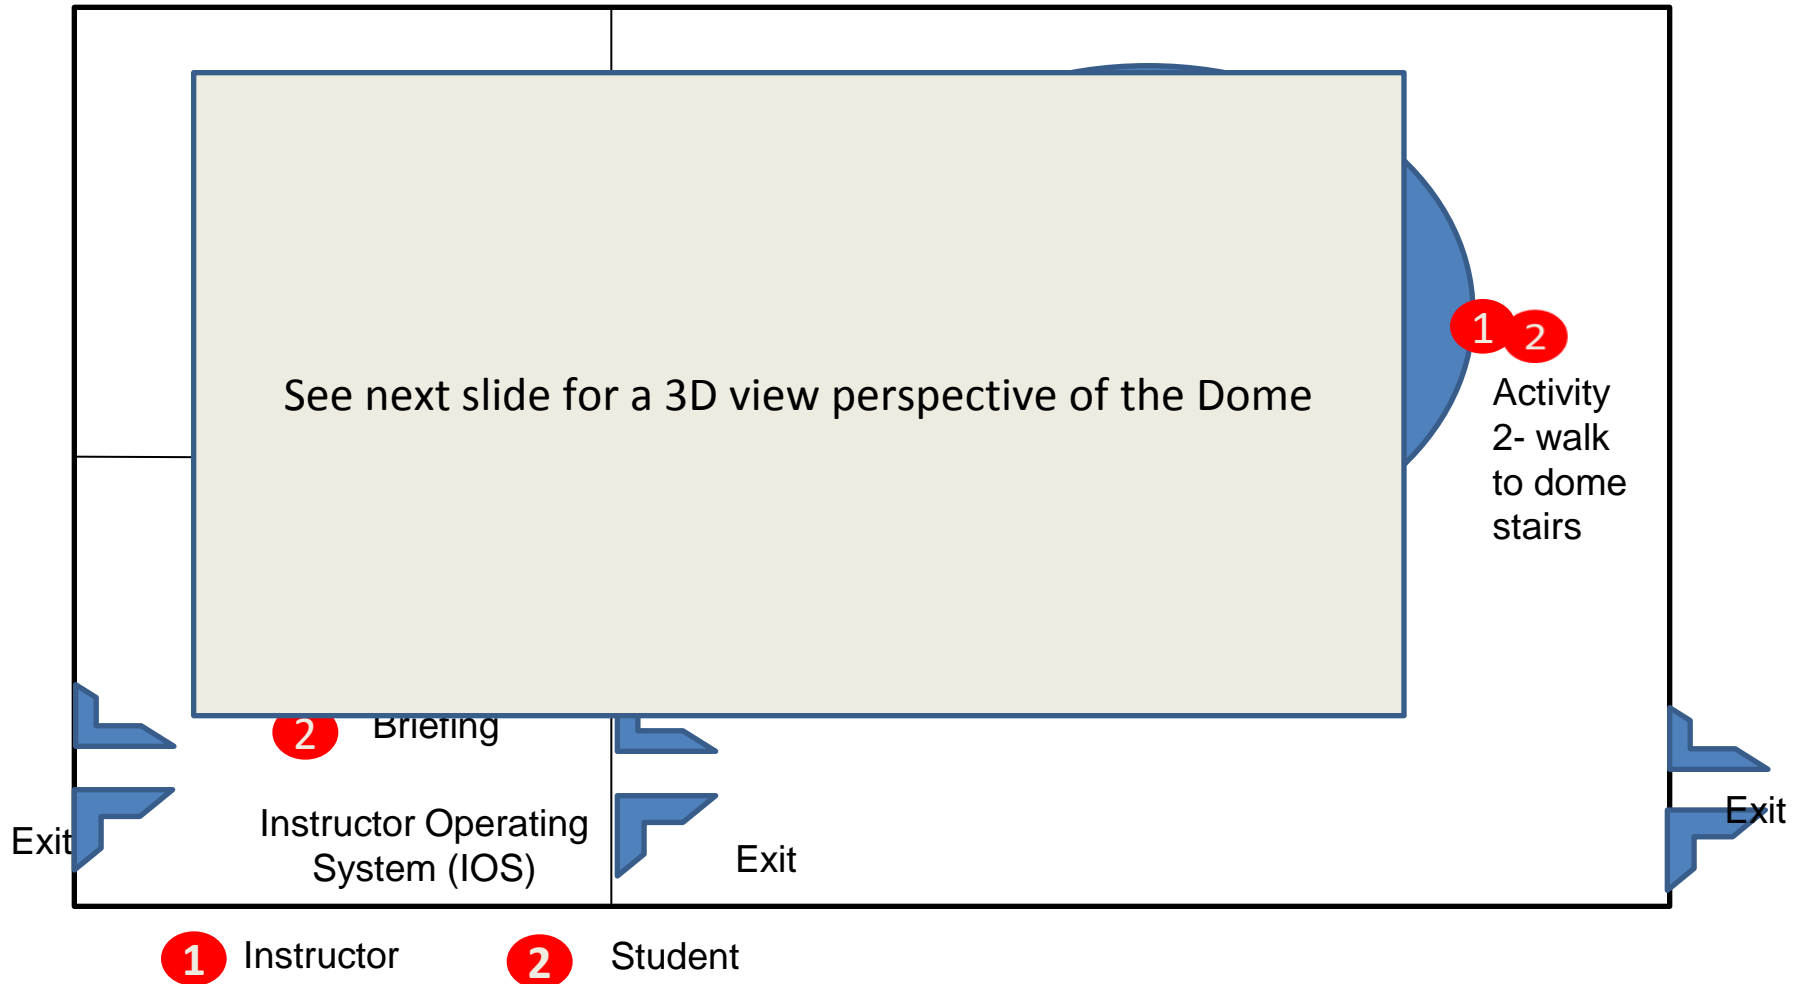 See next slide for a 3D view perspective of the Dome
1
2
Activity
2- walk
to dome
stairs
2
Briefing
Instructor Operating
System (IOS)
Exit
Exit
Exit
1 Instructor
2 Student